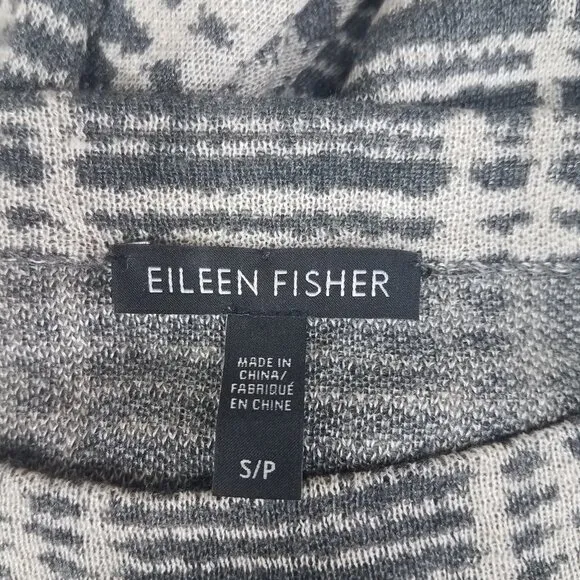 EILEEN FISHER
MADE IN
CHINA/
FABRIQUÉ
EN CHINE
S/P